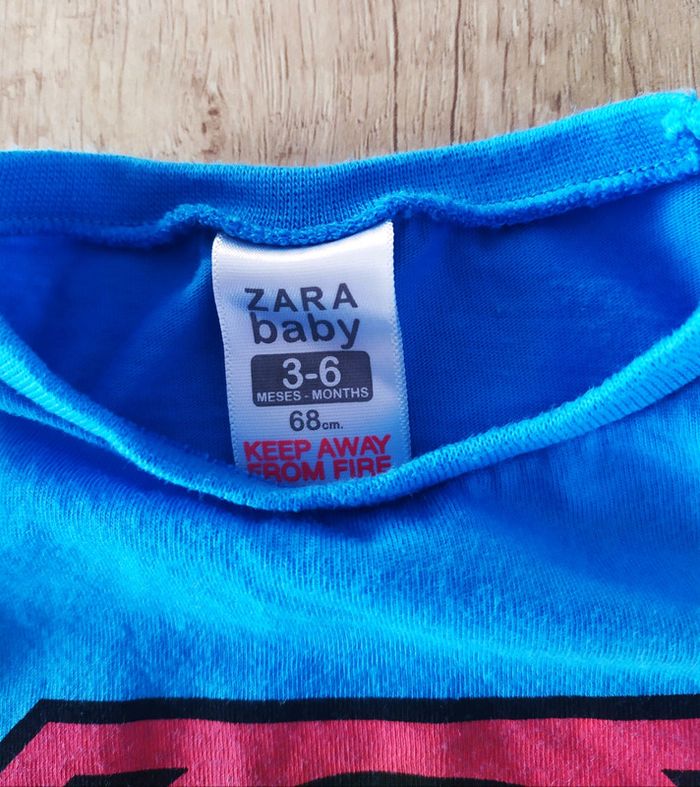 ZARA
baby
3-6
MESES - MONTHS
68cm.
KEEP AWAY
FROM FIRE